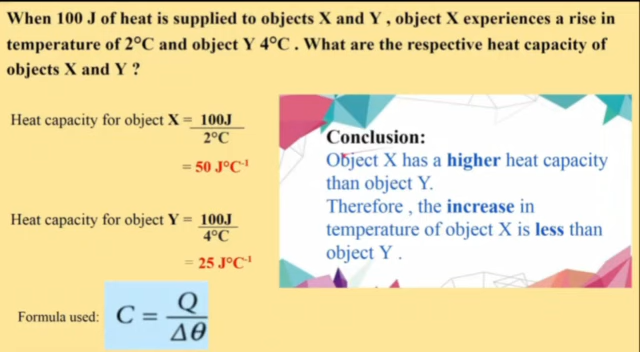 When 100 J of heat is supplied to objects X and Y , object X experiences a rise in
temperature of 2°C and object Y 4°C . What are the respective heat capacity of
objects X and Y ?
Heat capacity for object X = 100J
2°C
= 50 J°C⁻¹
Heat capacity for object Y = 100J
4°C
= 25 J°C⁻¹
Formula used: C = Q
Δθ
Conclusion:
Object X has a higher heat capacity
than object Y.
Therefore , the increase in
temperature of object X is less than
object Y .